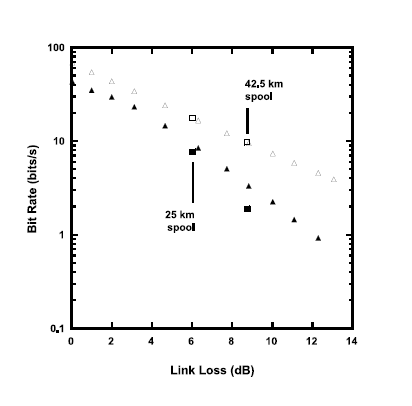 100
10
1
0.1
0
2
4
6
8
10
12
14
Bit Rate (bits/s)
Link Loss (dB)
42.5 km
spool
25 km
spool